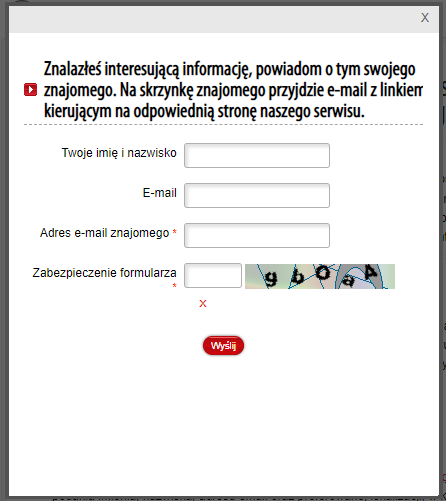 X
Znalazłeś interesującą informację, powiadom o tym swojego
znajomego. Na skrzynkę znajomego przyjdzie e-mail z linkiem
kierującym na odpowiednią stronę naszego serwisu.
Twoje imię i nazwisko
E-mail
Adres e-mail znajomego *
Zabezpieczenie formularza
*
x
Wyślij